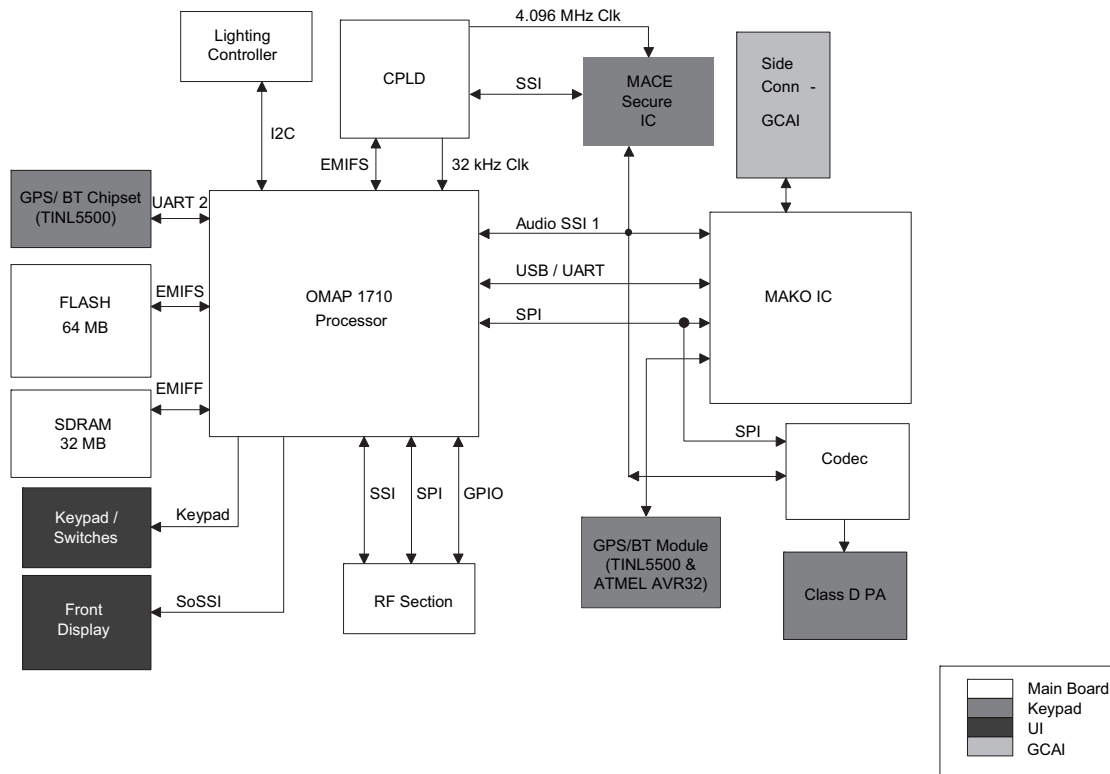 4.096 MHz Clk
Lighting
Controller
CPLD
SSI
MACE
Secure
IC
Side
Conn -
GCAI
I2C
EMIFS
32 kHz Clk
GPS/ BT Chipset
(TINL5500)
UART 2
Audio SSI 1
FLASH
64 MB
EMIFS
OMAP 1710
Processor
USB / UART
MAKO IC
SPI
SDRAM
32 MB
EMIFF
SPI
Codec
Keypad /
Switches
Keypad
SSI
SPI
GPIO
GPS/BT Module
(TINL5500 &
ATMEL AVR32)
Class D PA
Front
Display
SoSSI
RF Section
Main Board
Keypad
UI
GCAI